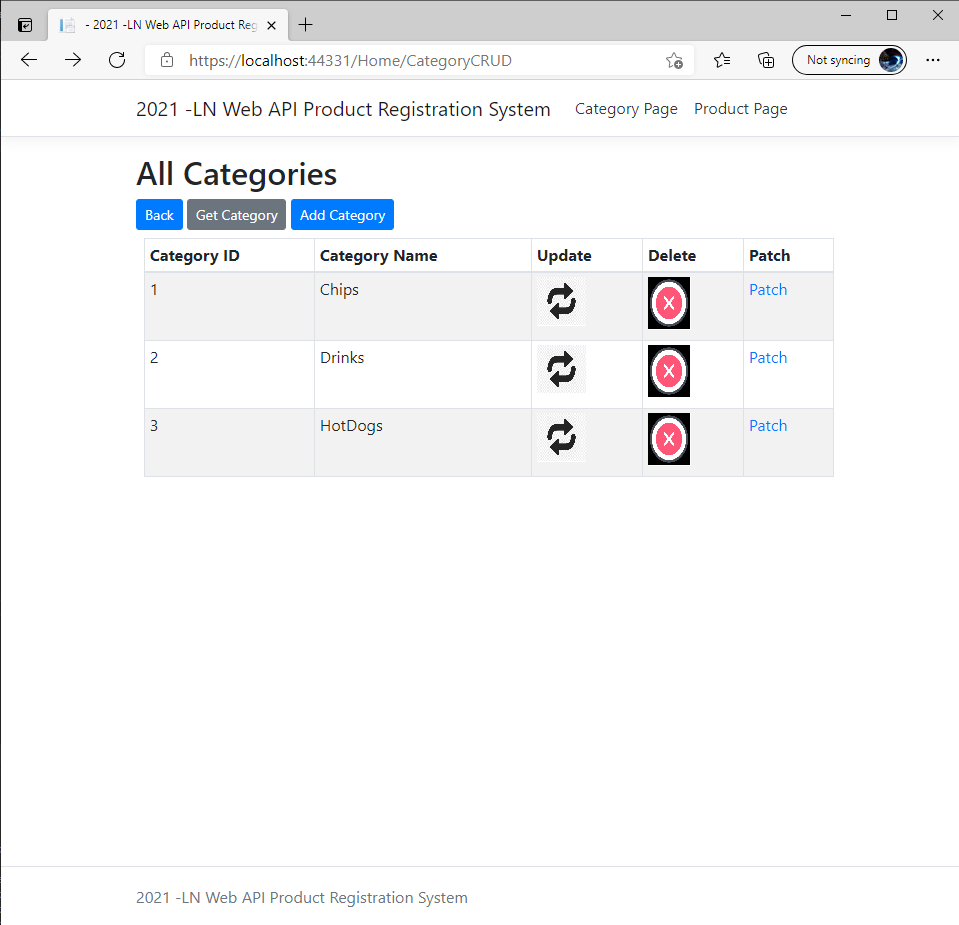 - 2021 -LN Web API Product Reg
https://localhost:44331/Home/CategoryCRUD
Not syncing
2021 -LN Web API Product Registration System Category Page Product Page
All Categories
Back Get Category Add Category
Category ID Category Name Update Delete Patch
1 Chips X Patch
2 Drinks X Patch
3 HotDogs X Patch
2021 -LN Web API Product Registration System